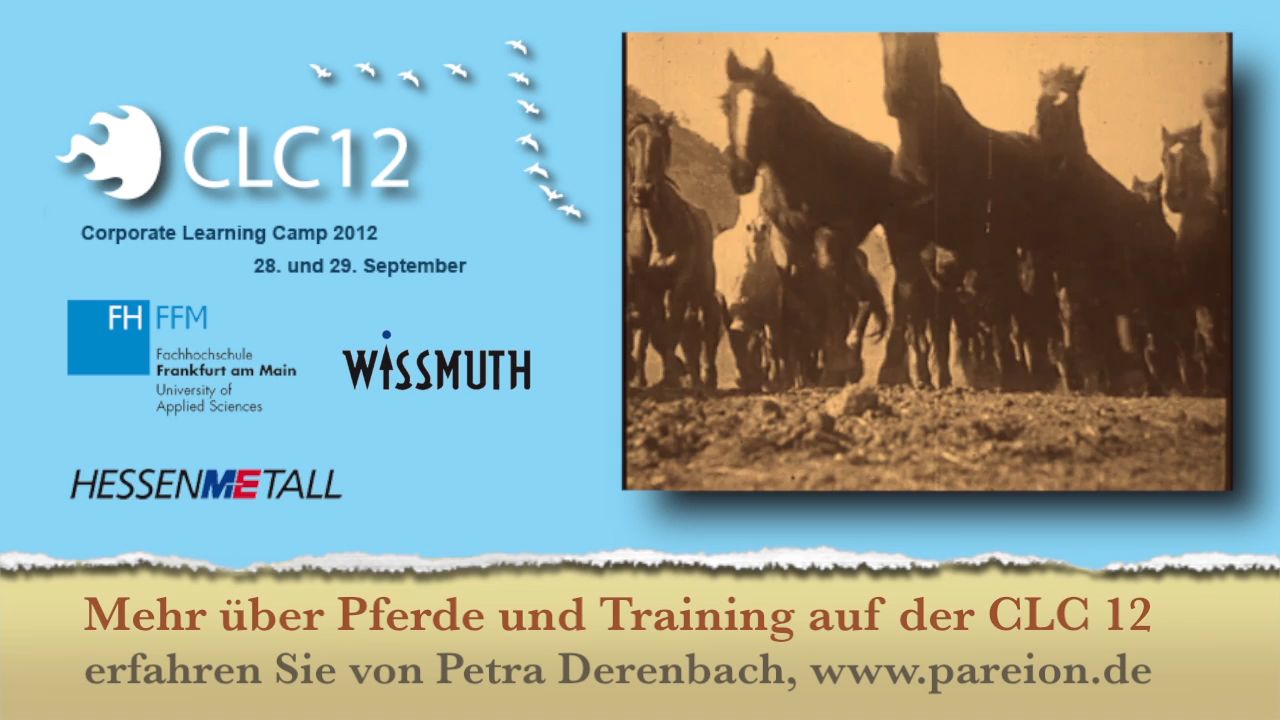 CLC12
Corporate Learning Camp 2012
28. und 29. September
FH FFM
Fachhochschule
Frankfurt am Main
University of
Applied Sciences
WISSMUTH
HESSENMETALL
Mehr über Pferde und Training auf der CLC 12
erfahren Sie von Petra Derenbach, www.pareion.de